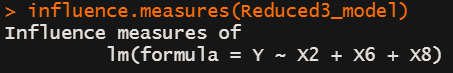 > influence.measures(Reduced3_model)
Influence measures of
lm(formula = Y ~ X2 + X6 + X8)